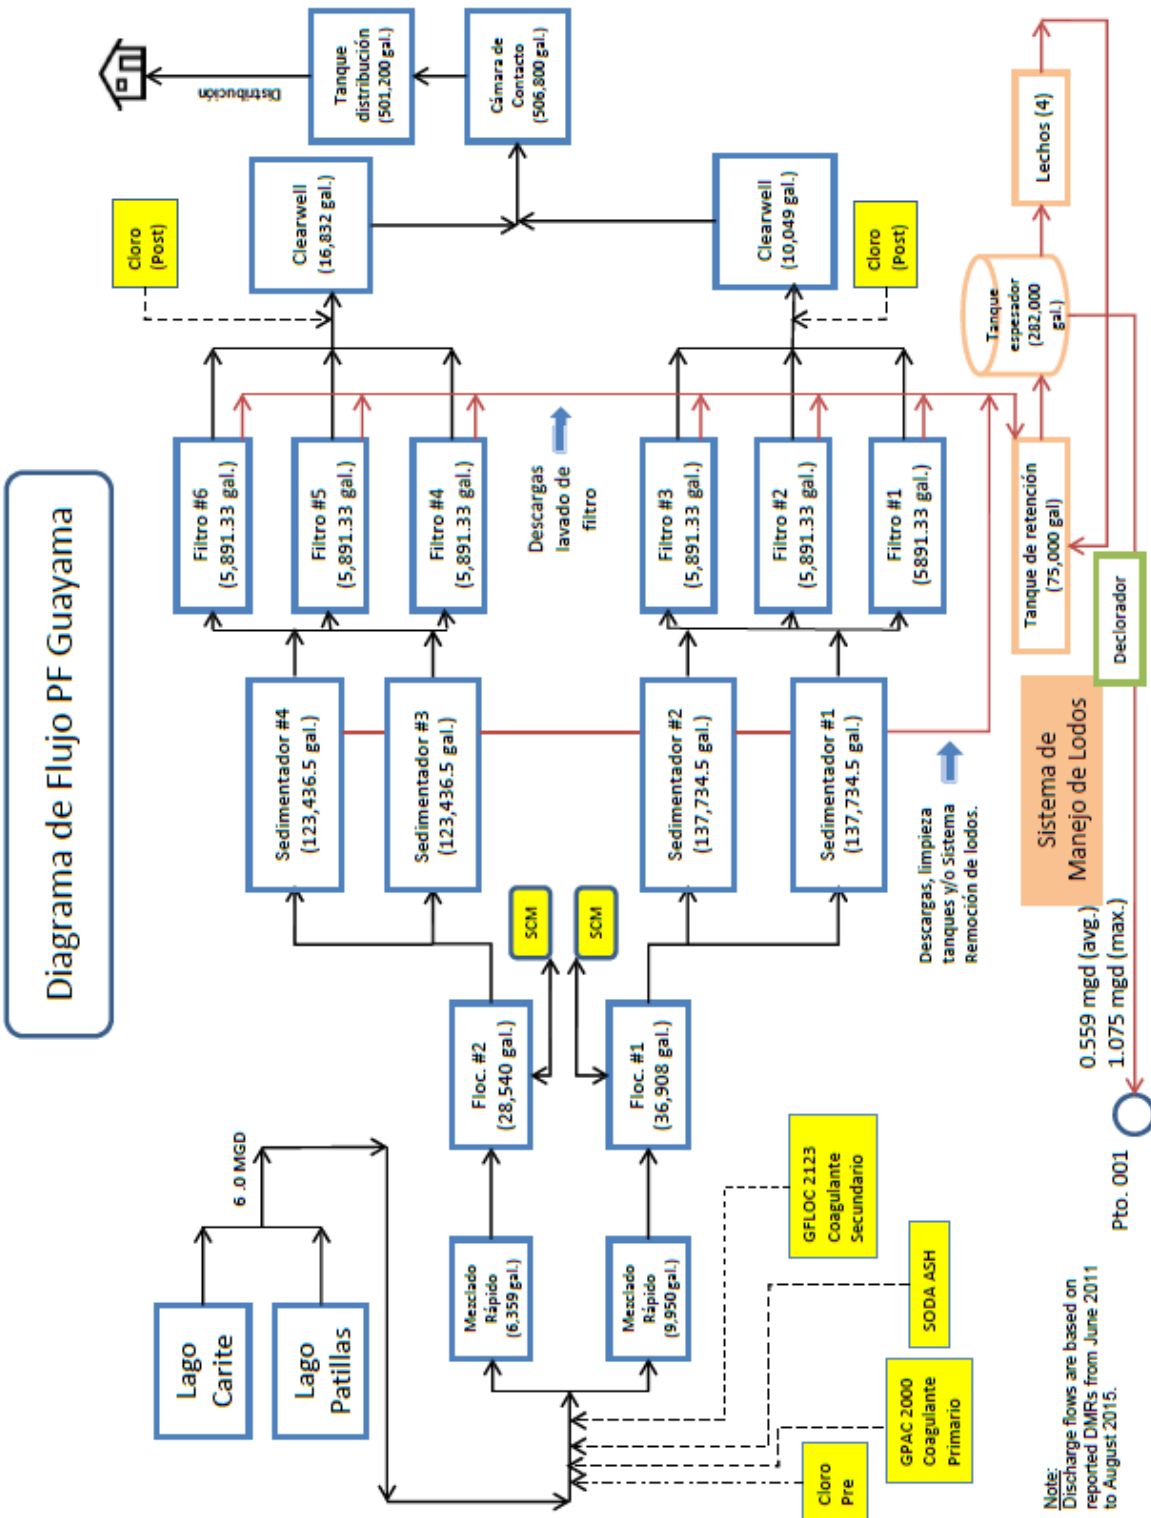 Diagrama de Flujo PF Guayama
Lago
Carite
Lago
Patillas
6.0 MGD
Cloro
Pre
GPAC 2000
Coagulante
Primario
SODA ASH
GFLOC 2123
Coagulante
Secundario
Mezclado
Rápido
(6,359 gal.)
Mezclado
Rápido
(9,950 gal.)
Floc. #2
(28,540 gal.)
Floc. #1
(36,908 gal.)
SCM
SCM
Sedimentador #4
(123,436.5 gal.)
Sedimentador #3
(123,436.5 gal.)
Sedimentador #2
(137,734.5 gal.)
Sedimentador #1
(137,734.5 gal.)
Descargas, limpieza
tanques y/o Sistema
Remoción de lodos.
Filtro #6
(5,891.33 gal.)
Filtro #5
(5,891.33 gal.)
Filtro #4
(5,891.33 gal.)
Descargas
lavado de
filtro
Filtro #3
(5,891.33 gal.)
Filtro #2
(5,891.33 gal.)
Filtro #1
(5891.33 gal.)
Cloro
(Post)
Cloro
(Post)
Clearwell
(16,832 gal.)
Clearwell
(10,049 gal.)
Cámara de
Contacto
(506,800 gal.)
Tanque
distribución
(501,200 gal.)
Distribución
Sistema de
Manejo de Lodos
Tanque de retención
(75,000 gal)
Tanque
espesador
(282,000
gal.)
Lechos (4)
Declorador
0.559 mgd (avg.)
1.075 mgd (max.)
Pto. 001
Note:
Discharge flows are based on
reported DMRs from June 2011
to August 2015.